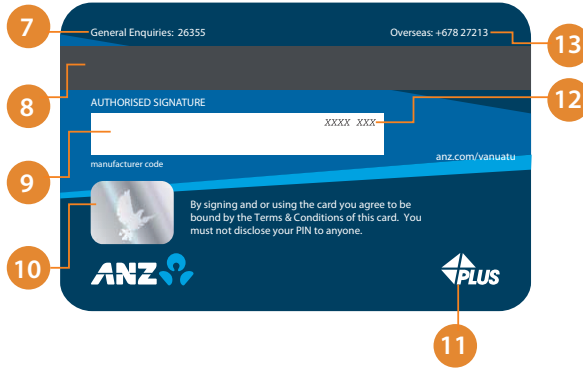 7
General Enquiries: 26355
Overseas: +678 27213
13
8
12
AUTHORISED SIGNATURE
XXXX XXX
9
manufacturer code
anz.com/vanuatu
By signing and or using the card you agree to be
bound by the Terms & Conditions of this card. You
must not disclose your PIN to anyone.
10
ANZ
PLUS
11